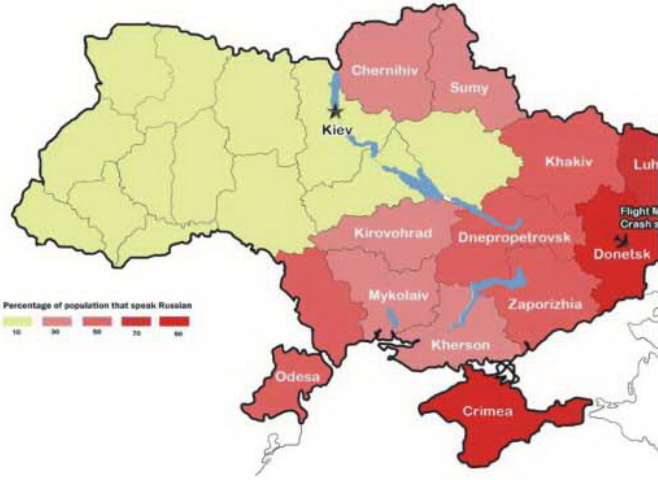 Chernihiv
Sumy
Kiev
Khakiv
Luh
Flight M
Crash s
Donetsk
Kirovohrad
Dnepropetrovsk
Mykolaiv
Zaporizhia
Kherson
Percentage of population that speak Russian
10 30 50 70 90
Odesa
Crimea